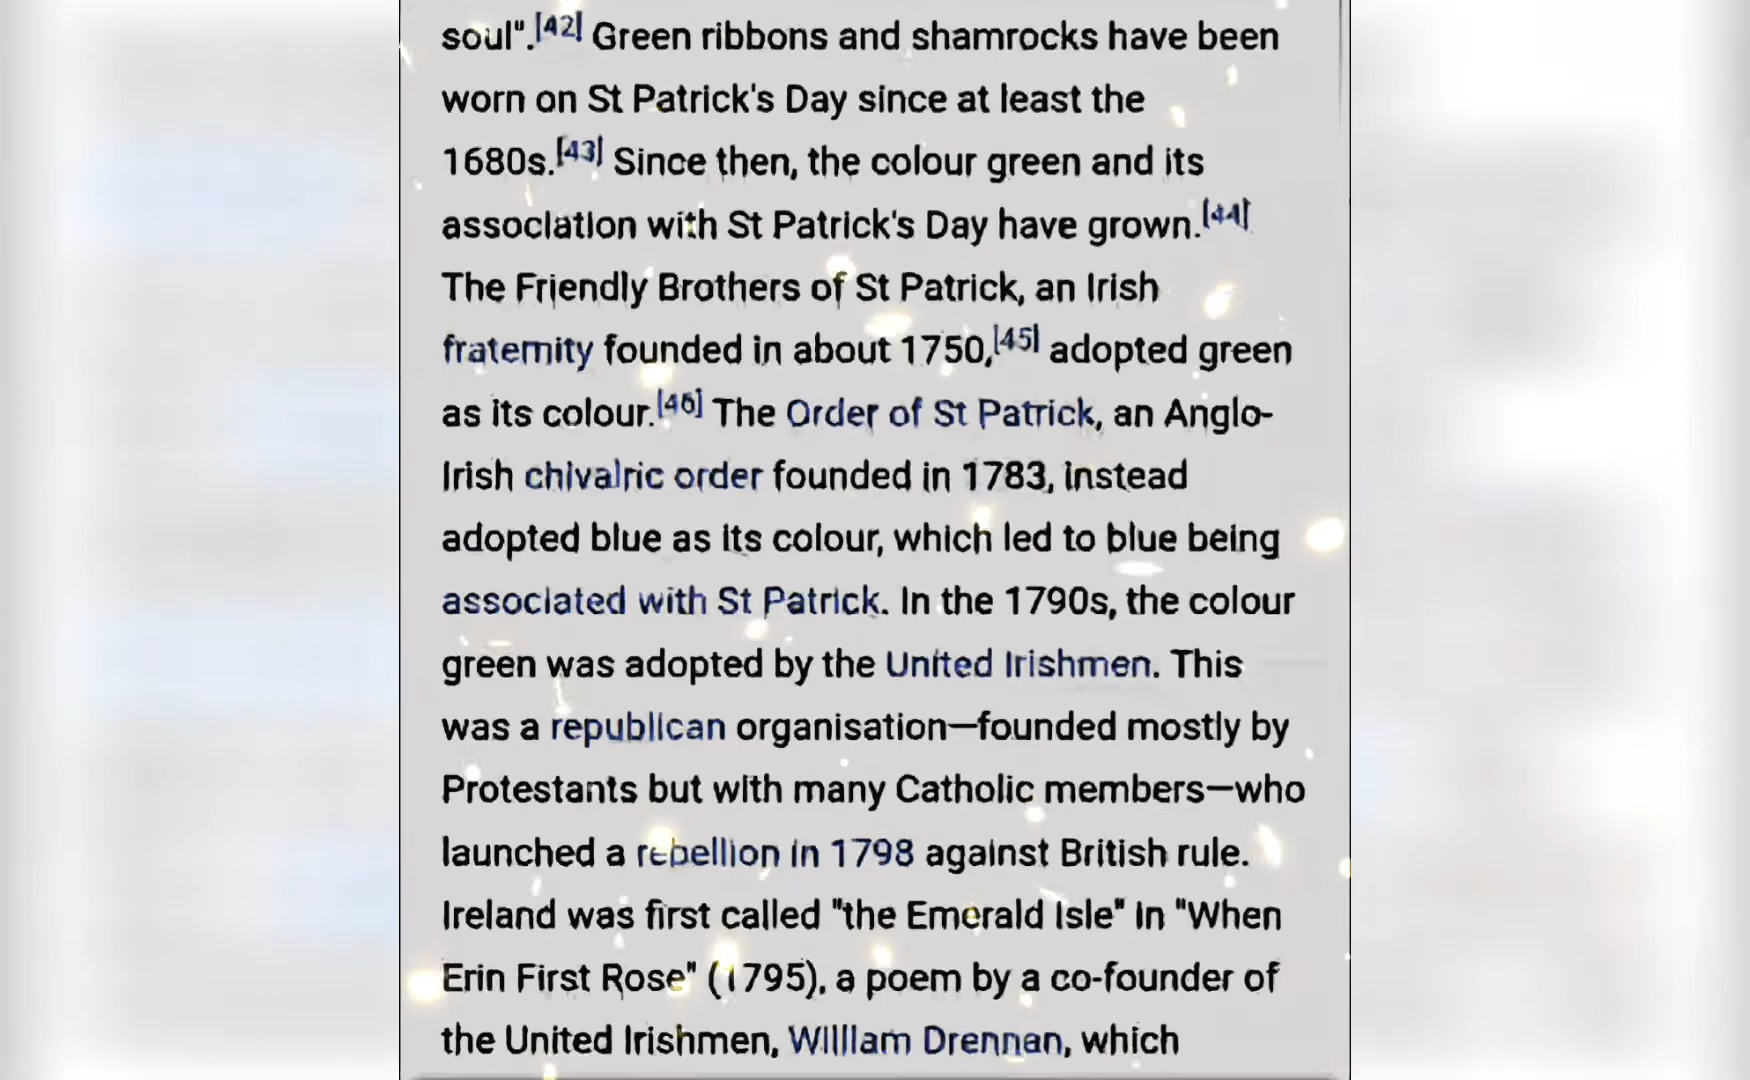 soul".[42] Green ribbons and shamrocks have been
worn on St Patrick's Day since at least the
1680s.[43] Since then, the colour green and its
association with St Patrick's Day have grown.[44]
The Friendly Brothers of St Patrick, an Irish
fraternity founded in about 1750,[45] adopted green
as its colour.[46] The Order of St Patrick, an Anglo-
Irish chivalric order founded in 1783, instead
adopted blue as its colour, which led to blue being
associated with St Patrick. In the 1790s, the colour
green was adopted by the United Irishmen. This
was a republican organisation—founded mostly by
Protestants but with many Catholic members—who
launched a rebellion in 1798 against British rule.
Ireland was first called "the Emerald Isle" in "When
Erin First Rose" (1795), a poem by a co-founder of
the United Irishmen, William Drennan, which